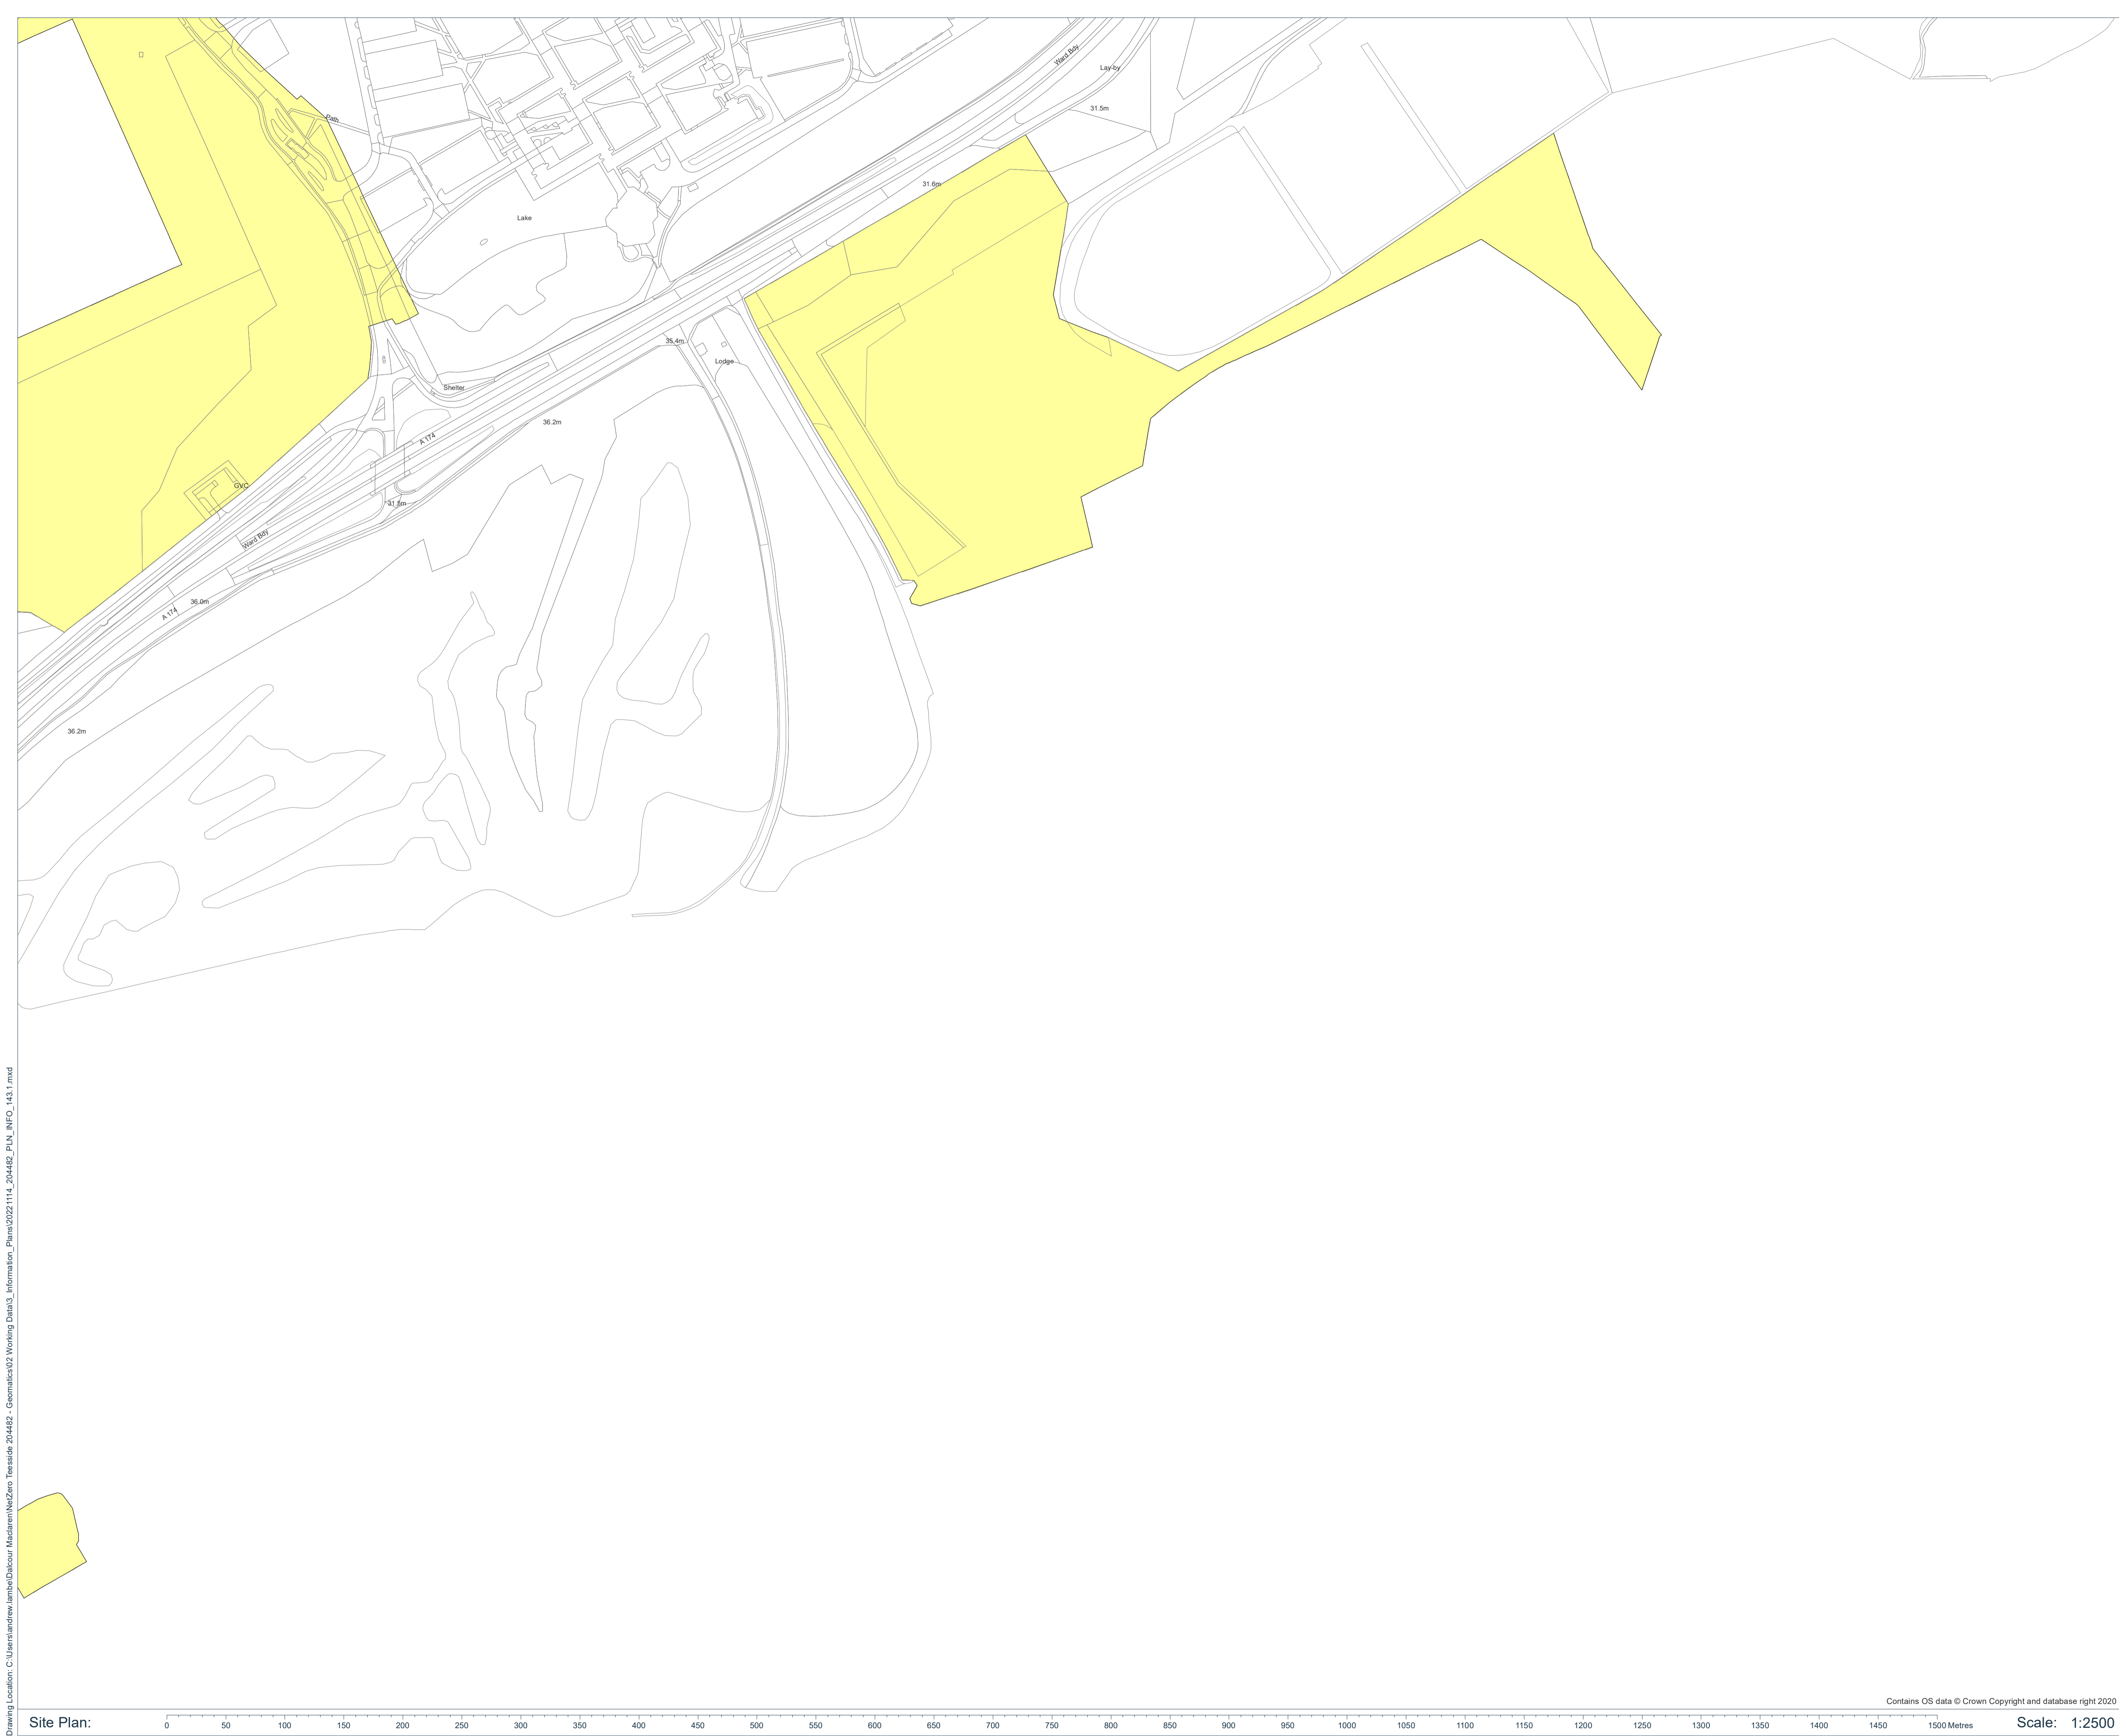 Ward Bdy
Lay-by
31.5m
Path
31.6m
Lake
35.4m
Lodge
Shelter
36.2m
A 174
GVC
31.8m
Ward Bdy
36.0m
A 174
36.2m
Drawing Location: C:\Users\andrew.lambe\Dalcour Maclaren\NetZero Teesside 204482 - Geomatics\02 Working Data\3_Information_Plans\20221114_204482_PLN_INFO_143.1.mxd
Contains OS data © Crown Copyright and database right 2020
Site Plan:
0 50 100 150 200 250 300 350 400 450 500 550 600 650 700 750 800 850 900 950 1000 1050 1100 1150 1200 1250 1300 1350 1400 1450 1500 Metres
Scale: 1:2500